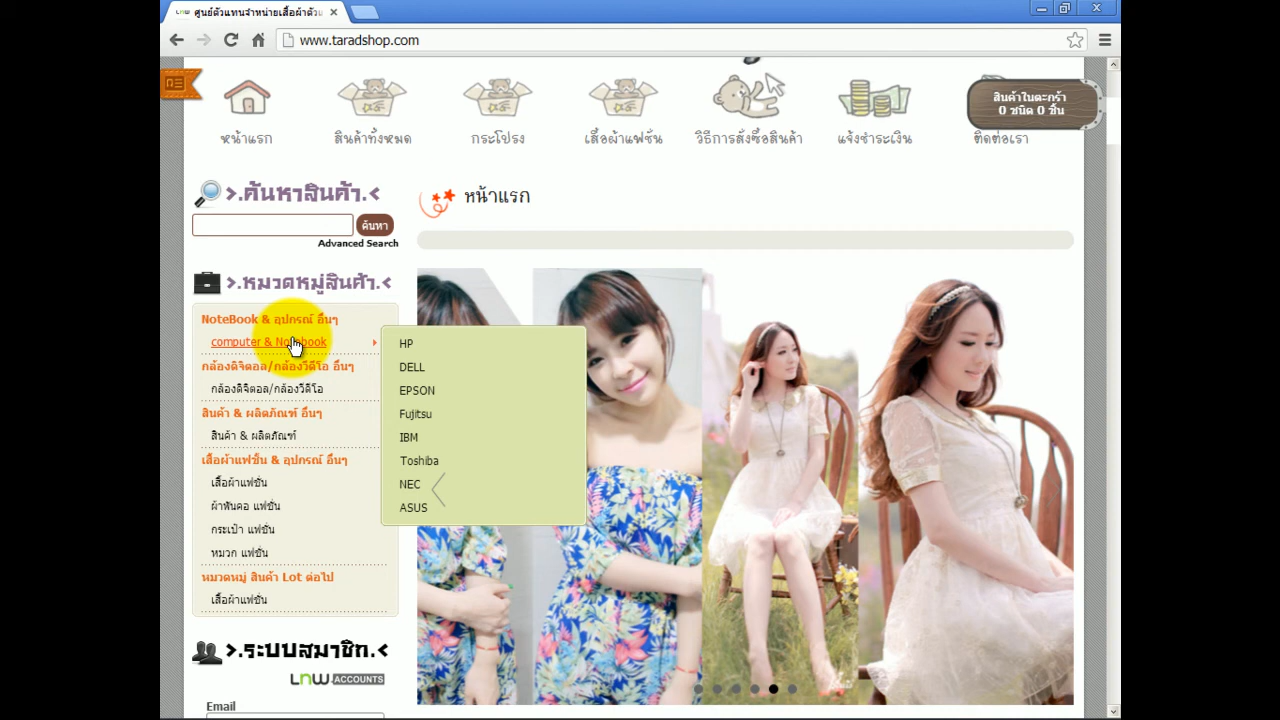 ศูนย์ตัวแทนจำหน่ายเสื้อผ้าตัวแ
www.taradshop.com
หน้าแรก
สินค้าทั้งหมด
กระโปรง
เสื้อผ้าแฟชั่น
วิธีการสั่งซื้อสินค้า
แจ้งชำระเงิน
ติดต่อเรา
สินค้าในตะกร้า
0 ชนิด 0 ชิ้น
>.ค้นหาสินค้า.<
ค้นหา
Advanced Search
หน้าแรก
>.หมวดหมู่สินค้า.<
NoteBook & อุปกรณ์ อื่นๆ
computer & Notebook
กล้องดิจิตอล/กล้องวีดีโอ อื่นๆ
กล้องดิจิตอล/กล้องวีดีโอ
สินค้า & ผลิตภัณฑ์ อื่นๆ
สินค้า & ผลิตภัณฑ์
เสื้อผ้าแฟชั่น & อุปกรณ์ อื่นๆ
เสื้อผ้าแฟชั่น
ผ้าพันคอ แฟชั่น
กระเป๋า แฟชั่น
หมวก แฟชั่น
หมวดหมู่ สินค้า Lot ต่อไป
เสื้อผ้าแฟชั่น
HP
DELL
EPSON
Fujitsu
IBM
Toshiba
NEC
ASUS
>.ระบบสมาชิก.<
LNW ACCOUNTS
Email